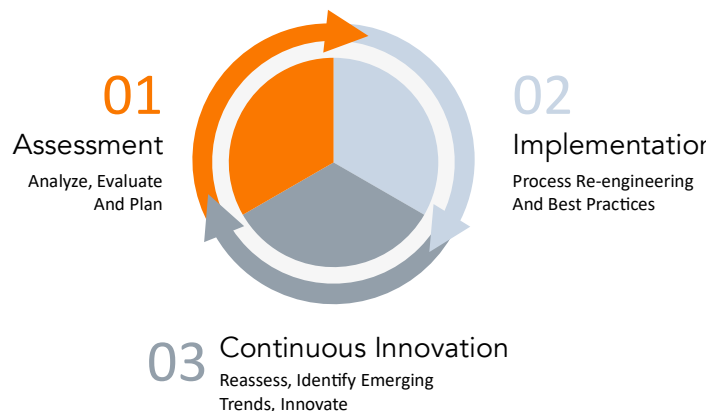 01
Assessment
Analyze, Evaluate
And Plan
02
Implementation
Process Re-engineering
And Best Practices
03
Continuous Innovation
Reassess, Identify Emerging
Trends, Innovate